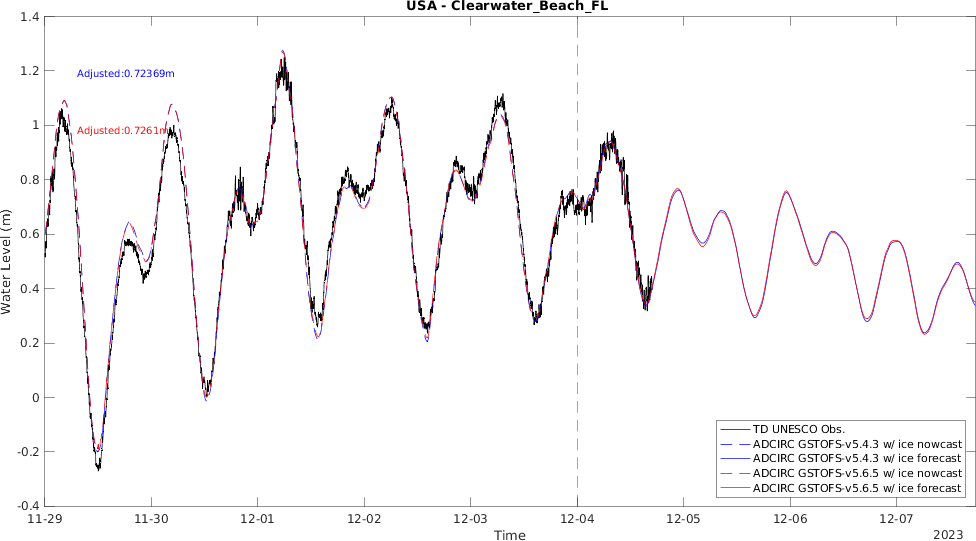 USA - Clearwater_Beach_FL
1.4
1.2
1
0.8
0.6
0.4
0.2
0
-0.2
-0.4
Water Level (m)
Adjusted:0.72369m
Adjusted:0.7261m
TD UNESCO Obs.
ADCIRC GSTOFS-v5.4.3 w/ ice nowcast
ADCIRC GSTOFS-v5.4.3 w/ ice forecast
ADCIRC GSTOFS-v5.6.5 w/ ice nowcast
ADCIRC GSTOFS-v5.6.5 w/ ice forecast
11-29 11-30 12-01 12-02 12-03 12-04 12-05 12-06 12-07
Time
2023